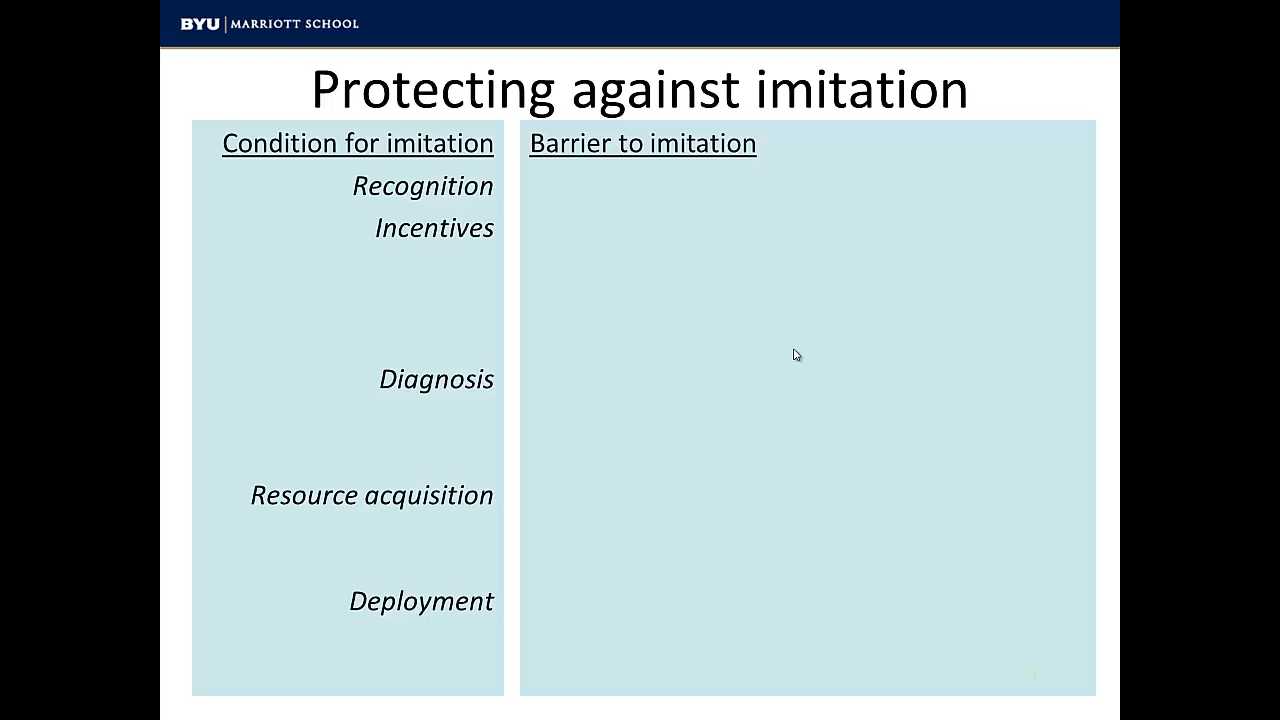 BYU | MARRIOTT SCHOOL
Protecting against imitation
Condition for imitation
Recognition
Incentives
Diagnosis
Resource acquisition
Deployment
Barrier to imitation